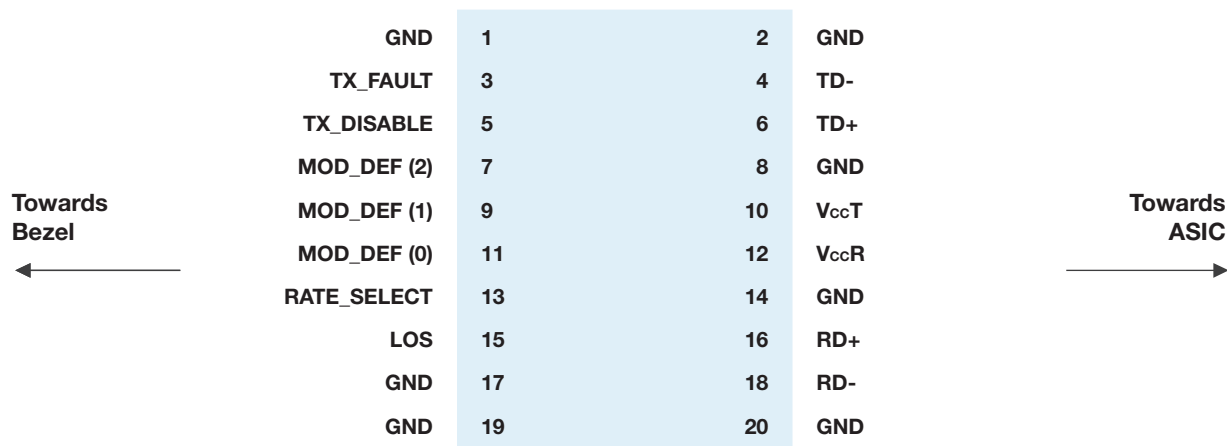 GND 1 2 GND
TX_FAULT 3 4 TD-
TX_DISABLE 5 6 TD+
MOD_DEF (2) 7 8 GND
Towards
Bezel
MOD_DEF (1) 9 10 VccT
Towards
ASIC
MOD_DEF (0) 11 12 VccR
RATE_SELECT 13 14 GND
LOS 15 16 RD+
GND 17 18 RD-
GND 19 20 GND